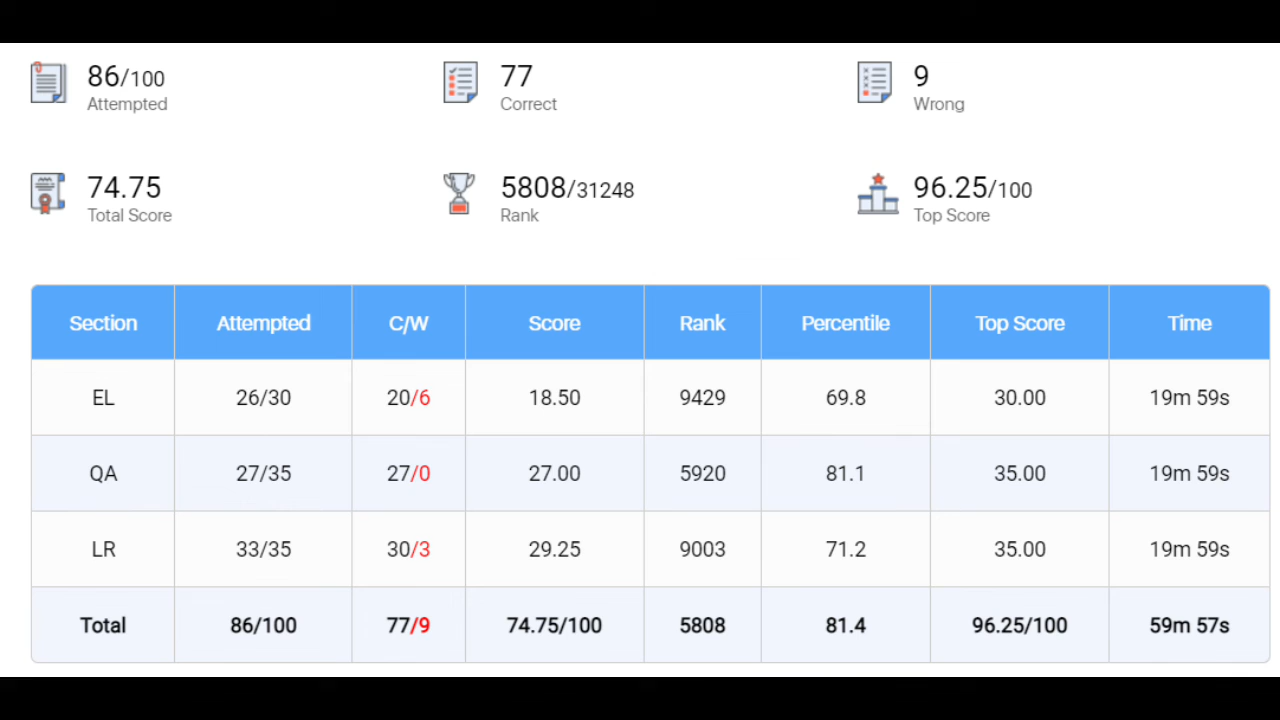 86/100 77 9
Attempted Correct Wrong
74.75 5808/31248 96.25/100
Total Score Rank Top Score
Section Attempted C/W Score Rank Percentile Top Score Time
EL 26/30 20/6 18.50 9429 69.8 30.00 19m 59s
QA 27/35 27/0 27.00 5920 81.1 35.00 19m 59s
LR 33/35 30/3 29.25 9003 71.2 35.00 19m 59s
Total 86/100 77/9 74.75/100 5808 81.4 96.25/100 59m 57s